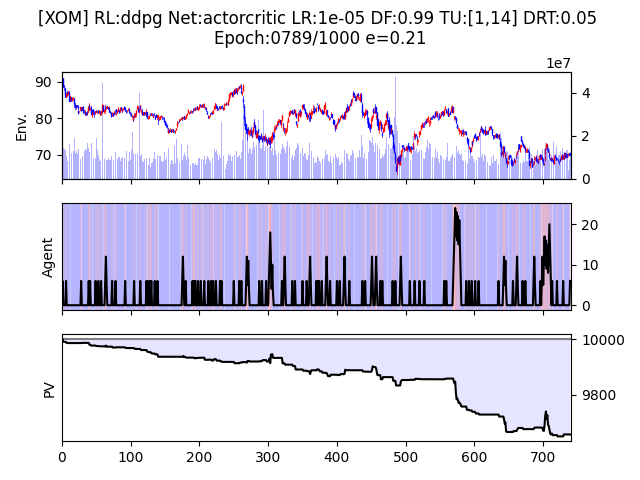 [XOM] RL:ddpg Net:actorcritic LR:1e-05 DF:0.99 TU:[1,14] DRT:0.05
Epoch:0789/1000 e=0.21
1e7
90
80
70
Env.
4
2
0
Agent
20
10
0
PV
10000
9800
0 100 200 300 400 500 600 700